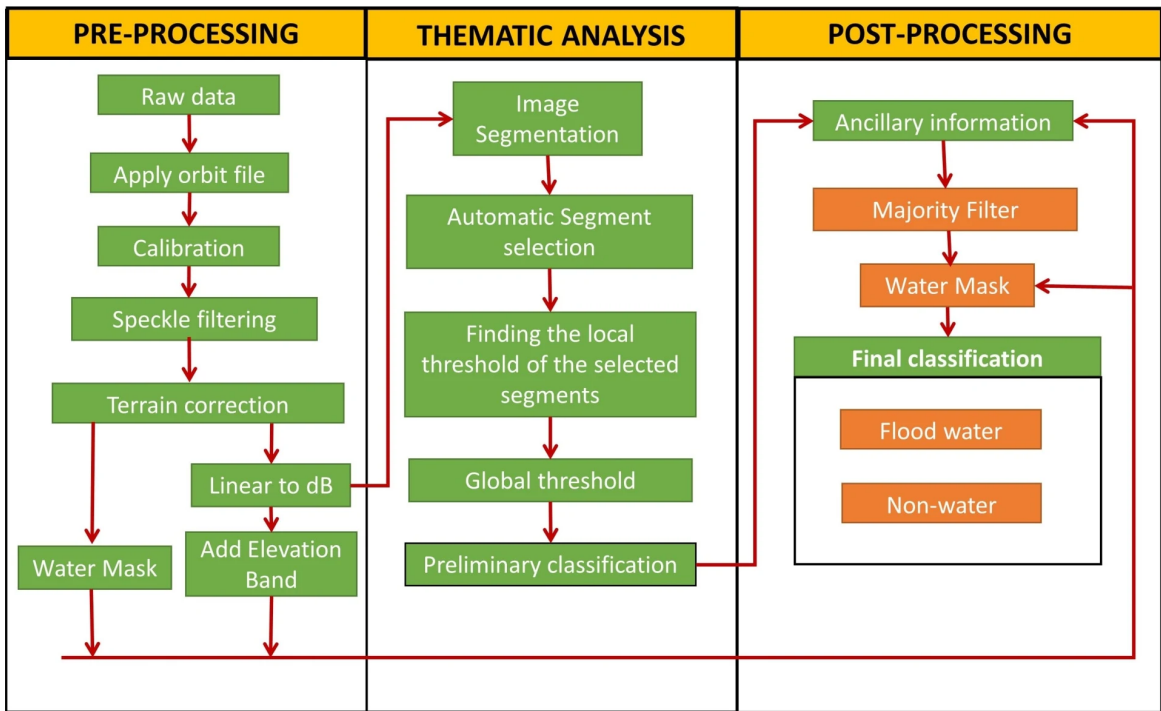 PRE-PROCESSING
Raw data
Apply orbit file
Calibration
Speckle filtering
Terrain correction
Linear to dB
Water Mask
Add Elevation
Band
THEMATIC ANALYSIS
Image
Segmentation
Automatic Segment
selection
Finding the local
threshold of the selected
segments
Global threshold
Preliminary classification
POST-PROCESSING
Ancillary information
Majority Filter
Water Mask
Final classification
Flood water
Non-water